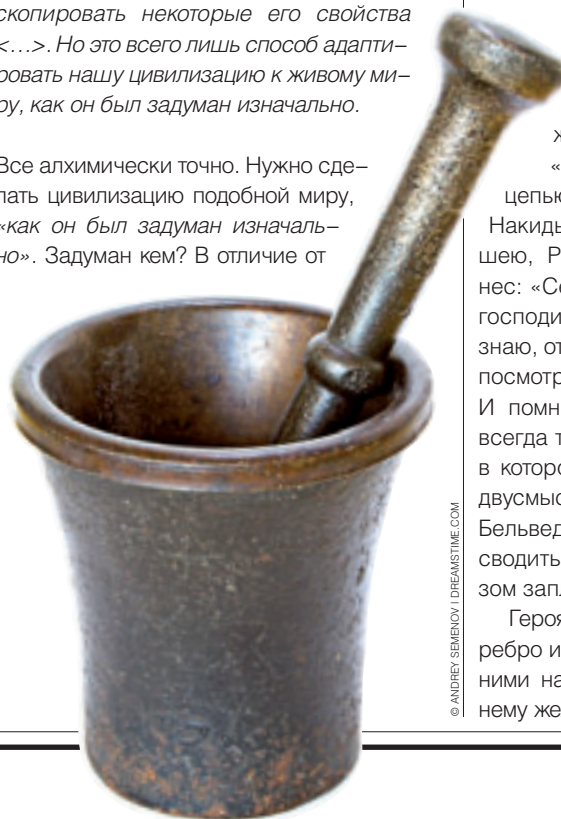 скопировать некоторые его свойства
<…>. Но это всего лишь способ адапти–
ровать нашу цивилизацию к живому ми–
ру, как он был задуман изначально.
Все алхимически точно. Нужно сде–
лать цивилизацию подобной миру,
«как он был задуман изначаль–
но». Задуман кем? В отличие от
ж
«
цепью
Накиды
шею, Р
нес: «Се
господи
знаю, от
посмотр
И помн
всегда т
в которо
двусмыс
Бельвед
сводить
зом запл
Героя
ребро и
ними на
нему же
© ANDREY SEMENOV | DREAMSTIME.COM